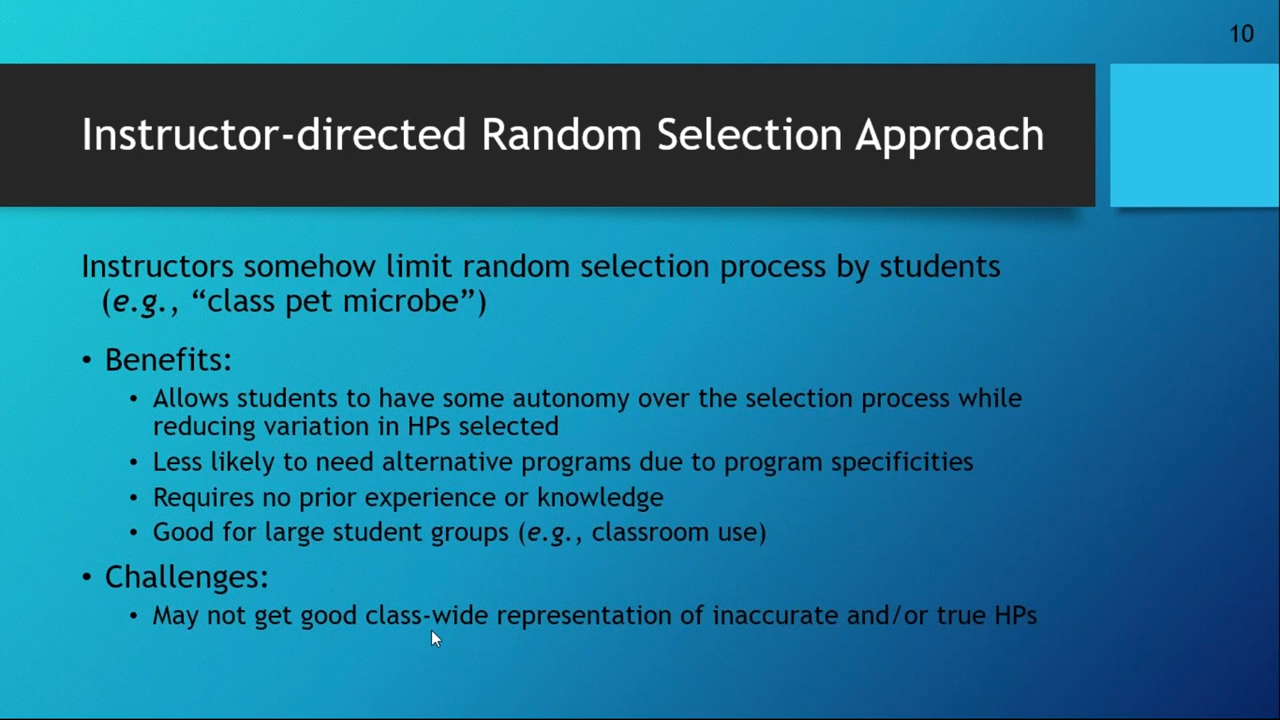 10
Instructor-directed Random Selection Approach
Instructors somehow limit random selection process by students
(e.g., “class pet microbe”)
• Benefits:
• Allows students to have some autonomy over the selection process while
reducing variation in HPs selected
• Less likely to need alternative programs due to program specificities
• Requires no prior experience or knowledge
• Good for large student groups (e.g., classroom use)
• Challenges:
• May not get good class-wide representation of inaccurate and/or true HPs